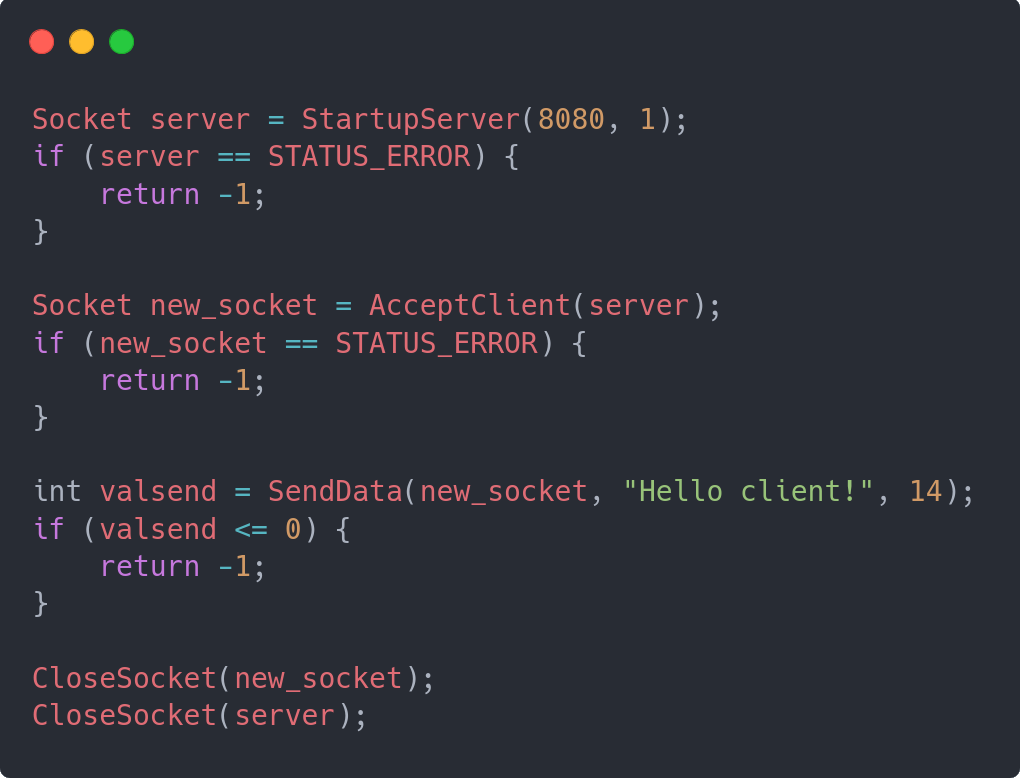 Socket server = StartupServer(8080, 1);
if (server == STATUS_ERROR) {
    return -1;
}

Socket new_socket = AcceptClient(server);
if (new_socket == STATUS_ERROR) {
    return -1;
}

int valsend = SendData(new_socket, "Hello client!", 14);
if (valsend <= 0) {
    return -1;
}

CloseSocket(new_socket);
CloseSocket(server);